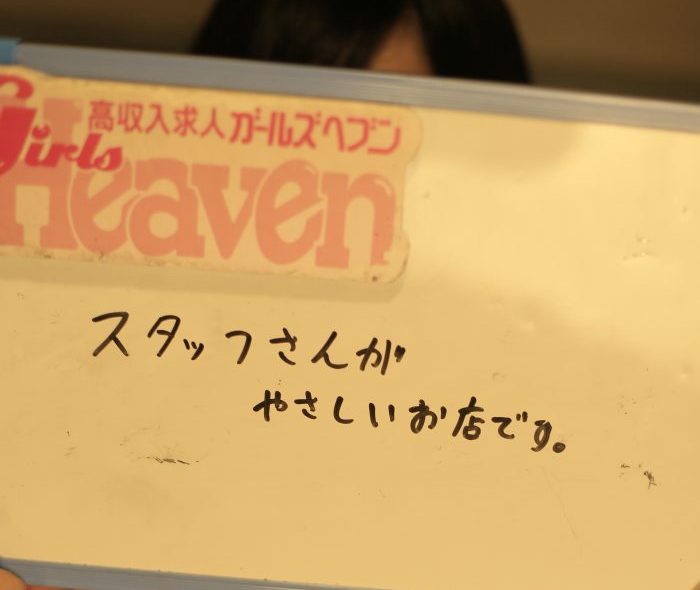 高収入求人ガールズヘブン
Girls
Heaven
スタッフさんが
やさしいお店です。